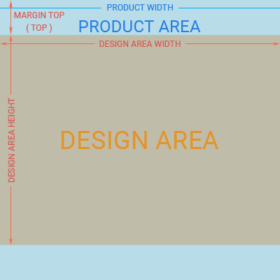 PRODUCT WIDTH
MARGIN TOP
( TOP )
PRODUCT AREA
DESIGN AREA WIDTH
DESIGN AREA HEIGHT
DESIGN AREA